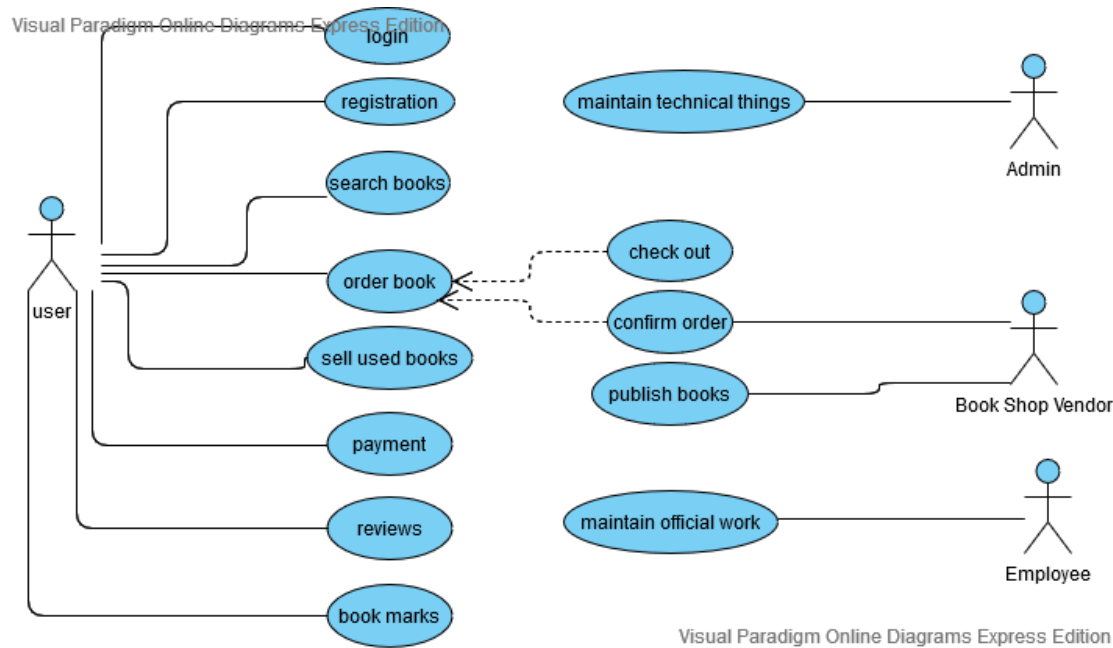 Visual Paradigm Online Diagrams Express Edition
login
registration
maintain technical things
Admin
search books
check out
order book
user
confirm order
sell used books
publish books
Book Shop Vendor
payment
reviews
maintain official work
Employee
book marks
Visual Paradigm Online Diagrams Express Edition